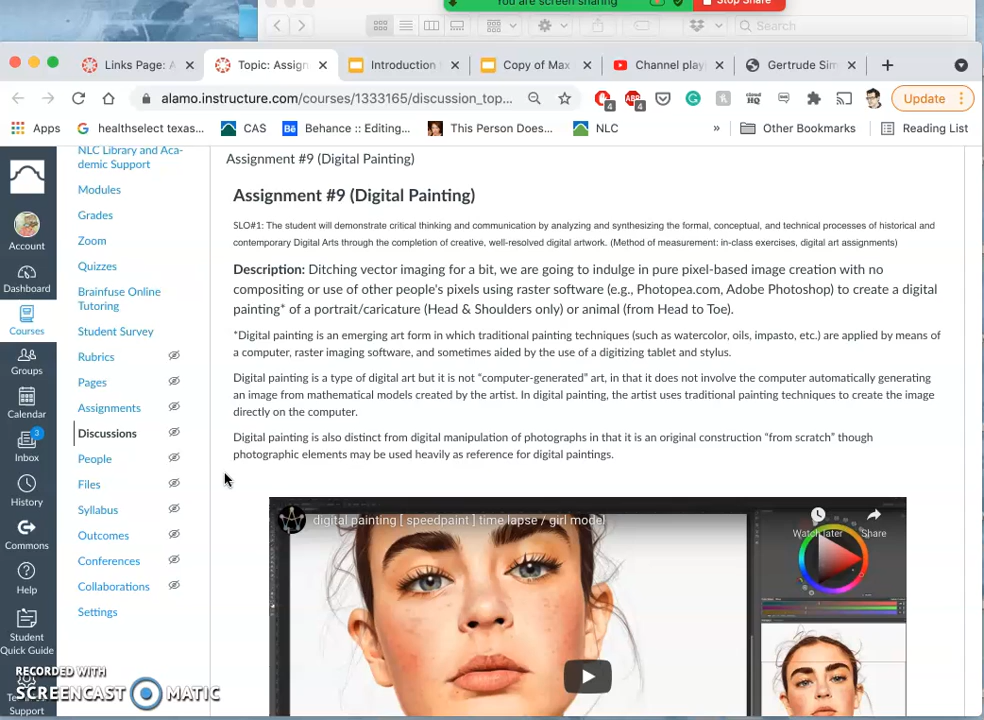 You are screen sharing
Stop Share
Search
Links Page: A
Topic: Assign
Introduction
Copy of Max
Channel play
Gertrude Sim
alamo.instructure.com/courses/1333165/discussion_top...
4
4
cloud
HQ
Update
Apps
healthselect texas...
CAS
Behance :: Editing...
This Person Does...
NLC
»
Other Bookmarks
Reading List
Account
Dashboard
Courses
Groups
Calendar
3
Inbox
History
Commons
Help
Student
Quick Guide
Support
NLC Library and Aca-
demic Support
Modules
Grades
Zoom
Quizzes
Brainfuse Online
Tutoring
Student Survey
Rubrics
Pages
Assignments
Discussions
People
Files
Syllabus
Outcomes
Conferences
Collaborations
Settings
Assignment #9 (Digital Painting)
Assignment #9 (Digital Painting)
SLO#1: The student will demonstrate critical thinking and communication by analyzing and synthesizing the formal, conceptual, and technical processes of historical and
contemporary Digital Arts through the completion of creative, well-resolved digital artwork. (Method of measurement: in-class exercises, digital art assignments)
Description: Ditching vector imaging for a bit, we are going to indulge in pure pixel-based image creation with no
compositing or use of other people's pixels using raster software (e.g., Photopea.com, Adobe Photoshop) to create a digital
painting* of a portrait/caricature (Head & Shoulders only) or animal (from Head to Toe).
*Digital painting is an emerging art form in which traditional painting techniques (such as watercolor, oils, impasto, etc.) are applied by means of
a computer, raster imaging software, and sometimes aided by the use of a digitizing tablet and stylus.
Digital painting is a type of digital art but it is not “computer-generated” art, in that it does not involve the computer automatically generating
an image from mathematical models created by the artist. In digital painting, the artist uses traditional painting techniques to create the image
directly on the computer.
Digital painting is also distinct from digital manipulation of photographs in that it is an original construction “from scratch” though
photographic elements may be used heavily as reference for digital paintings.
digital painting [ speedpaint ] time lapse / girl model
Watch later
Share
RECORDED WITH
SCREENCAST MATIC